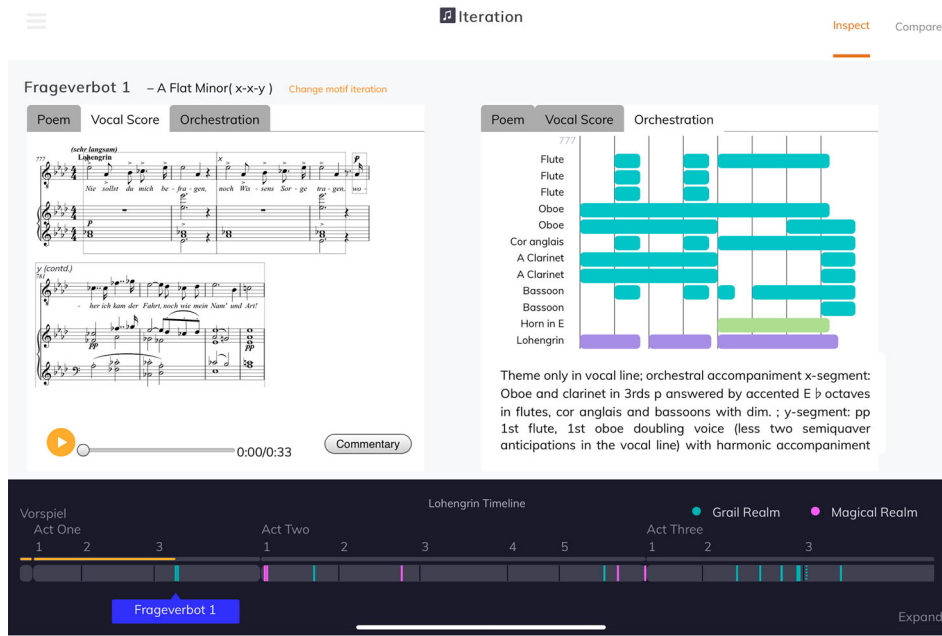 Iteration
Inspect
Compare
Frageverbot 1 – A Flat Minor( x-x-y ) Change motif iteration
Poem Vocal Score Orchestration
(sehr langsam)
777 Lohengrin x p
Nie sollst du mich be - fra - gen, noch Wis - sens Sor - ge tra - gen, wo -
p
y (contd.)
781
- her ich kam der Fahrt, noch wie mein Nam' und Art!
pp pp
0:00/0:33
Commentary
Poem Vocal Score Orchestration
777
Flute
Flute
Flute
Oboe
Oboe
Cor anglais
A Clarinet
A Clarinet
Bassoon
Bassoon
Horn in E
Lohengrin
Theme only in vocal line; orchestral accompaniment x-segment:
Oboe and clarinet in 3rds p answered by accented E ♭ octaves
in flutes, cor anglais and bassoons with dim. ; y-segment: pp
1st flute, 1st oboe doubling voice (less two semiquaver
anticipations in the vocal line) with harmonic accompaniment
Lohengrin Timeline
Grail Realm Magical Realm
Vorspiel
Act One Act Two Act Three
1 2 3 1 2 3 4 5 1 2 3
Frageverbot 1
Expand